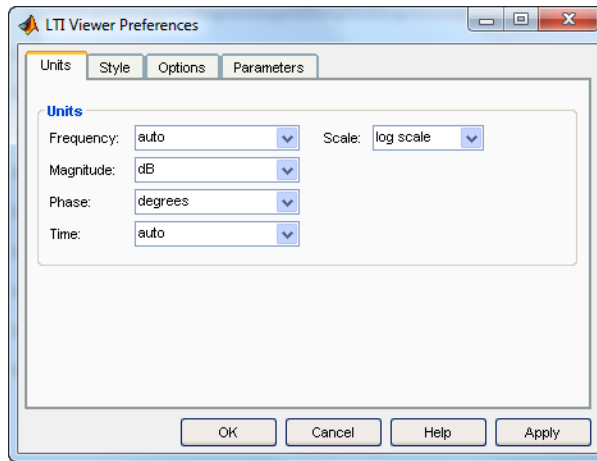 LTI Viewer Preferences
Units Style Options Parameters
Units
Frequency: auto Scale: log scale
Magnitude: dB
Phase: degrees
Time: auto
OK Cancel Help Apply